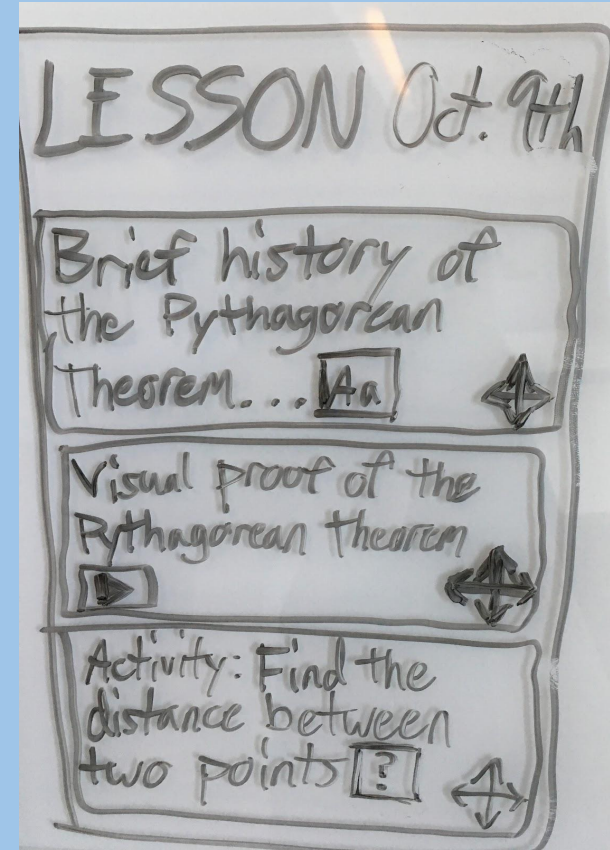 LESSON Oct. 9th
Brief history of
the Pythagorean
Theorem... Aa
Visual proof of the
Pythagorean theorem
Activity: Find the
distance between
two points ?